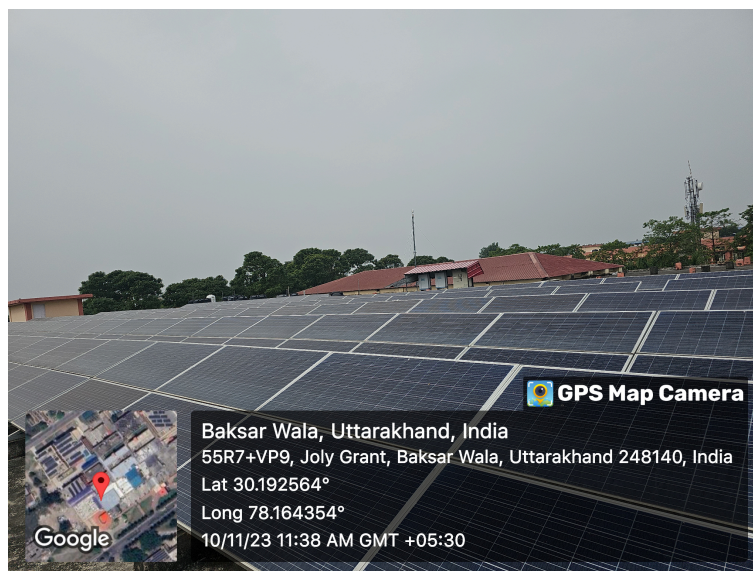 GPS Map Camera
Baksar Wala, Uttarakhand, India
55R7+VP9, Joly Grant, Baksar Wala, Uttarakhand 248140, India
Lat 30.192564°
Long 78.164354°
10/11/23 11:38 AM GMT +05:30
Google